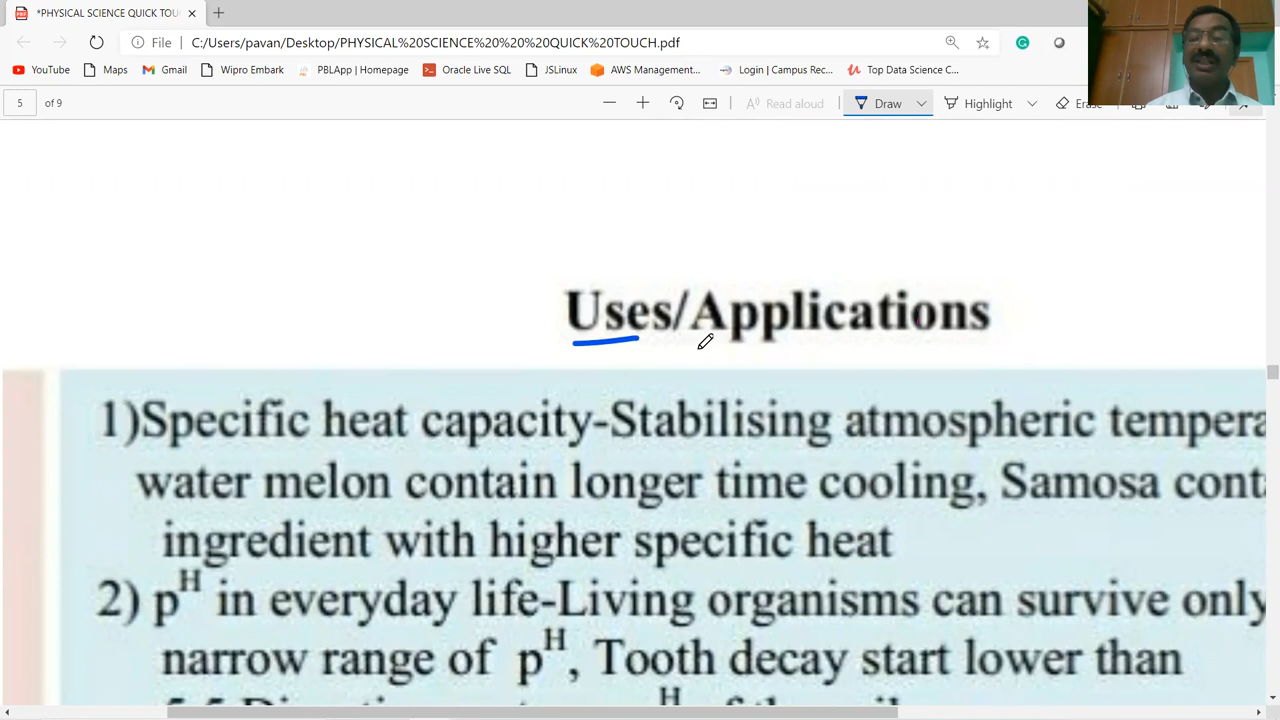 *PHYSICAL SCIENCE QUICK TOU
File C:/Users/pavan/Desktop/PHYSICAL%20SCIENCE%20%20%20QUICK%20TOUCH.pdf
YouTube Maps Gmail Wipro Embark PBLApp | Homepage Oracle Live SQL JSLinux AWS Management... Login | Campus Rec... Top Data Science C...
5 of 9 Read aloud Draw Highlight Erase
Uses/Applications
1)Specific heat capacity-Stabilising atmospheric tempera
water melon contain longer time cooling, Samosa cont
ingredient with higher specific heat
2) pH in everyday life-Living organisms can survive only
narrow range of pH, Tooth decay start lower than